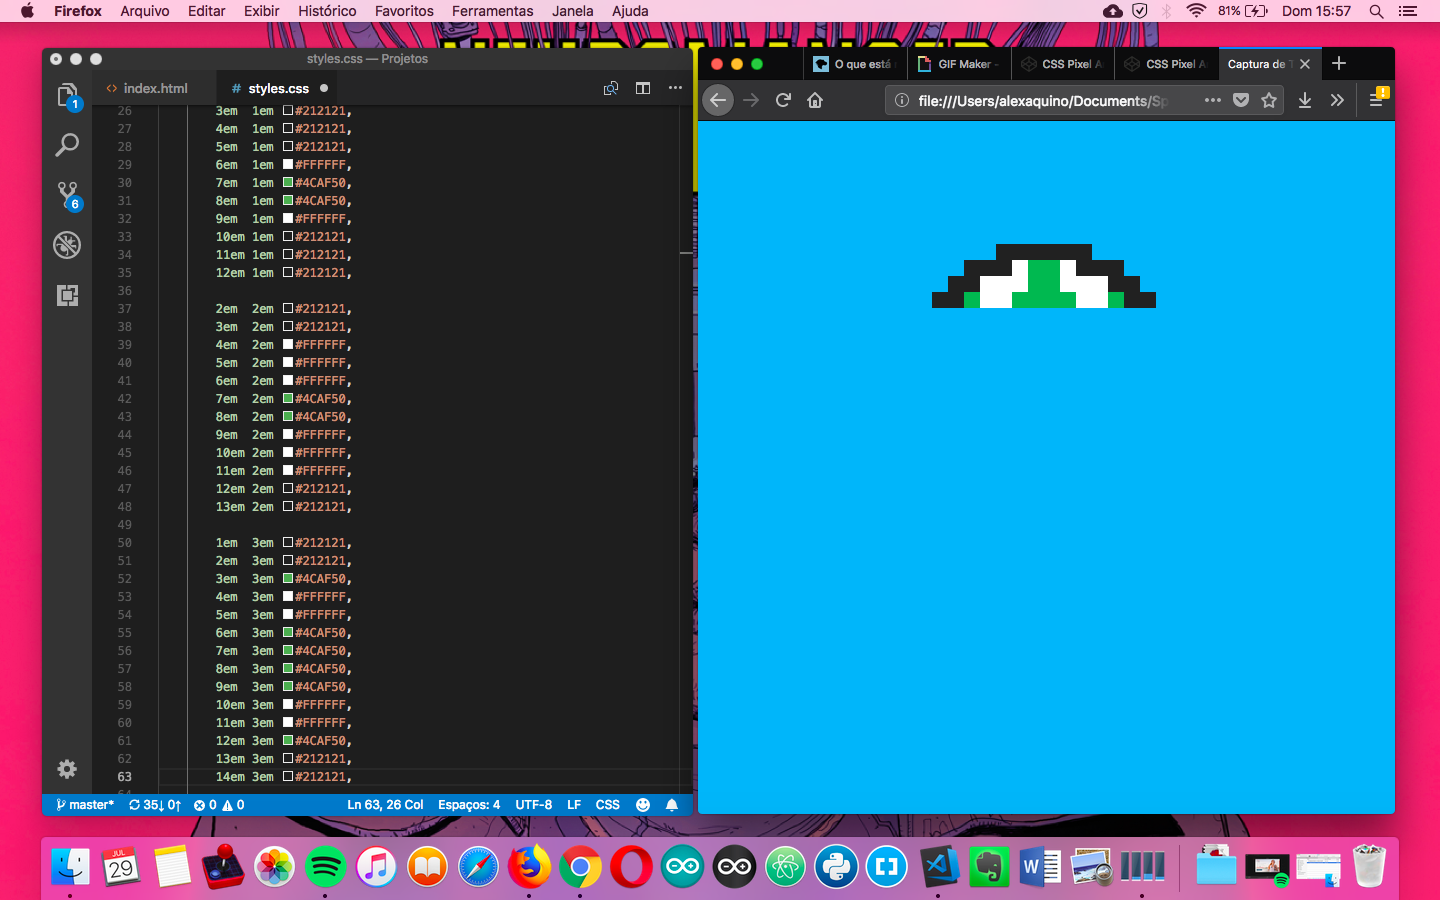 Firefox Arquivo Editar Exibir Histórico Favoritos Ferramentas Janela Ajuda 81% Dom 15:57
styles.css — Projetos
index.html # styles.css
1
6
26 3em 1em #212121,
27 4em 1em #212121,
28 5em 1em #212121,
29 6em 1em #FFFFFF,
30 7em 1em #4CAF50,
31 8em 1em #4CAF50,
32 9em 1em #FFFFFF,
33 10em 1em #212121,
34 11em 1em #212121,
35 12em 1em #212121,
36
37 2em 2em #212121,
38 3em 2em #212121,
39 4em 2em #FFFFFF,
40 5em 2em #FFFFFF,
41 6em 2em #FFFFFF,
42 7em 2em #4CAF50,
43 8em 2em #4CAF50,
44 9em 2em #FFFFFF,
45 10em 2em #FFFFFF,
46 11em 2em #FFFFFF,
47 12em 2em #212121,
48 13em 2em #212121,
49
50 1em 3em #212121,
51 2em 3em #212121,
52 3em 3em #4CAF50,
53 4em 3em #FFFFFF,
54 5em 3em #FFFFFF,
55 6em 3em #4CAF50,
56 7em 3em #4CAF50,
57 8em 3em #4CAF50,
58 9em 3em #4CAF50,
59 10em 3em #FFFFFF,
60 11em 3em #FFFFFF,
61 12em 3em #4CAF50,
62 13em 3em #212121,
63 14em 3em #212121,
master* 35↓ 0↑ 0 0 Ln 63, 26 Col Espaços: 4 UTF-8 LF CSS
O que está GIF Maker - CSS Pixel A CSS Pixel A Captura de T
file:///Users/alexaquino/Documents/Sp
JUL
29